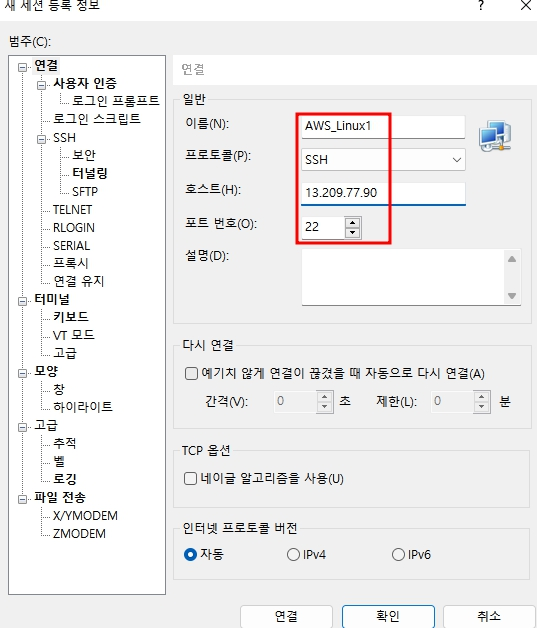 새 세션 등록 정보 ?
범주(C):
연결
사용자 인증
로그인 프롬프트
로그인 스크립트
SSH
보안
터널링
SFTP
TELNET
RLOGIN
SERIAL
프록시
연결 유지
터미널
키보드
VT 모드
고급
모양
창
하이라이트
고급
추적
벨
로깅
파일 전송
X/YMODEM
ZMODEM
연결
일반
이름(N): AWS_Linux1
프로토콜(P): SSH
호스트(H): 13.209.77.90
포트 번호(O): 22
설명(D):
다시 연결
예기치 않게 연결이 끊겼을 때 자동으로 다시 연결(A)
간격(V): 0 초 제한(L): 0 분
TCP 옵션
네이글 알고리즘을 사용(U)
인터넷 프로토콜 버전
자동 IPv4 IPv6
연결 확인 취소